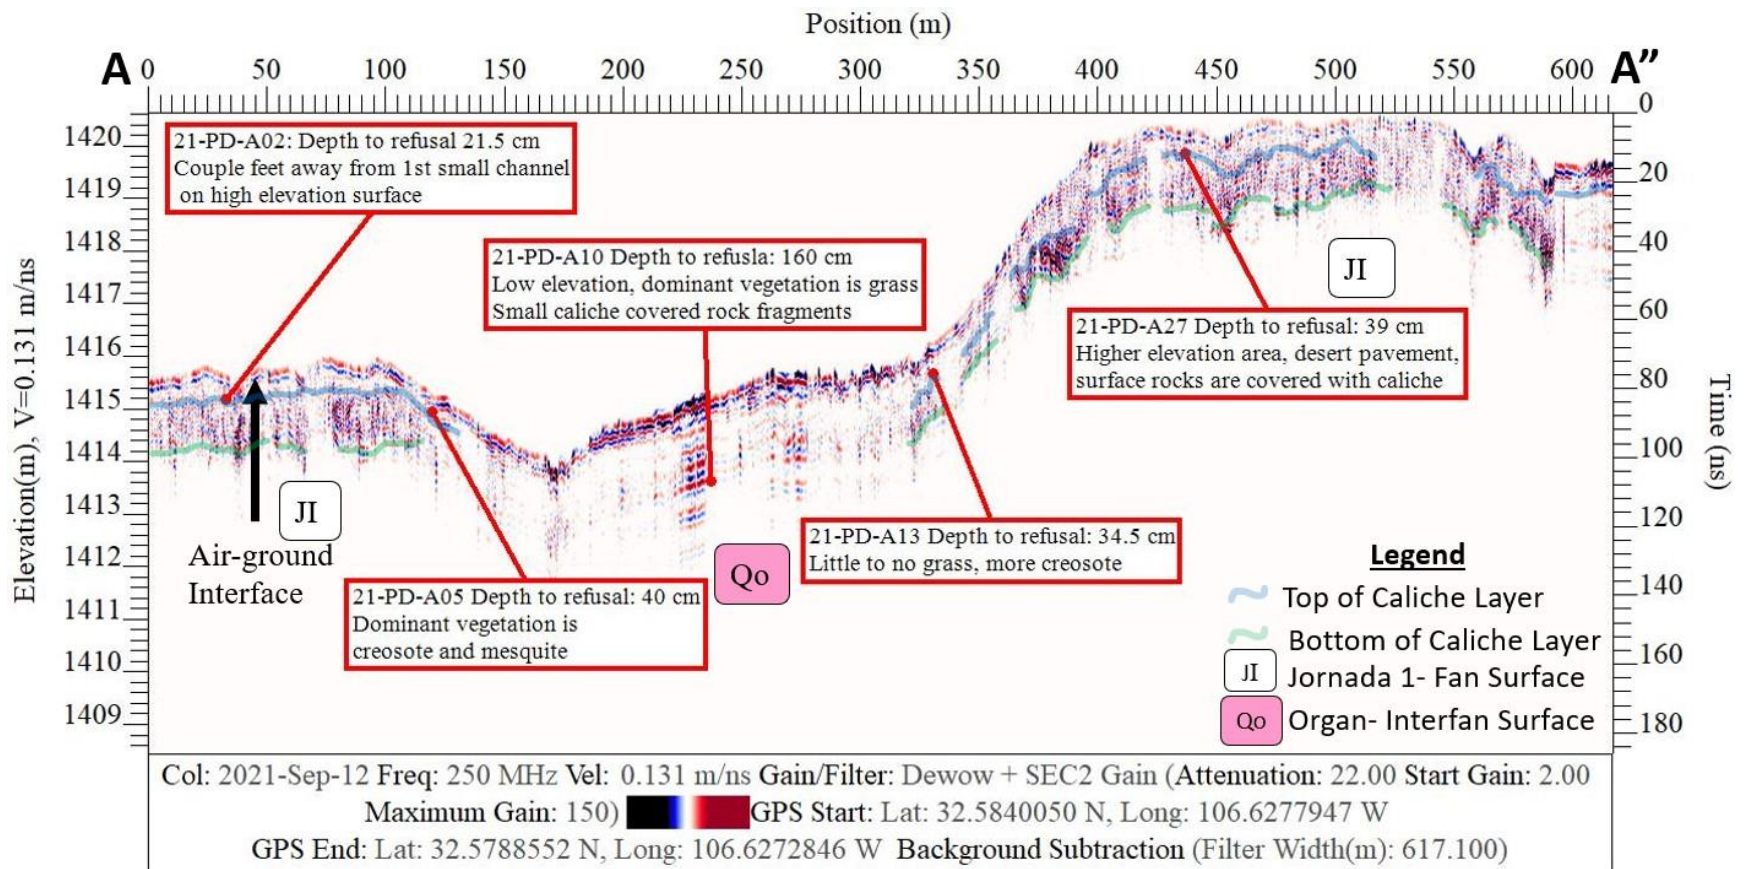 Position (m)
A 0 50 100 150 200 250 300 350 400 450 500 550 600 A”
0
1420
21-PD-A02: Depth to refusal 21.5 cm
Couple feet away from 1st small channel
on high elevation surface
20
1419
1418
40
21-PD-A10 Depth to refusla: 160 cm
Low elevation, dominant vegetation is grass
Small caliche covered rock fragments
JI
1417
60
21-PD-A27 Depth to refusal: 39 cm
Higher elevation area, desert pavement,
surface rocks are covered with caliche
1416
80
1415
1414
100
1413
JI
120
Elevation(m), V=0.131 m/ns
Time (ns)
21-PD-A13 Depth to refusal: 34.5 cm
Little to no grass, more creosote
Air-ground
Interface
1412
Qo
140
21-PD-A05 Depth to refusal: 40 cm
Dominant vegetation is
creosote and mesquite
1411
1410
160
1409
180
Legend
Top of Caliche Layer
Bottom of Caliche Layer
JI Jornada 1- Fan Surface
Qo Organ- Interfan Surface
Col: 2021-Sep-12 Freq: 250 MHz Vel: 0.131 m/ns Gain/Filter: Dewow + SEC2 Gain (Attenuation: 22.00 Start Gain: 2.00
Maximum Gain: 150) GPS Start: Lat: 32.5840050 N, Long: 106.6277947 W
GPS End: Lat: 32.5788552 N, Long: 106.6272846 W Background Subtraction (Filter Width(m): 617.100)